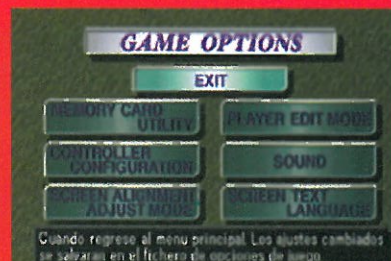 GAME OPTIONS
EXIT
MEMORY CARD
UTILITY
PLAYER EDIT MODE
CONTROLLER
CONFIGURATION
SOUND
SCREEN ALIGNMENT
ADJUST MODE
SCREEN TEXT
LANGUAGE
Cuando regrese al menu principal Los ajustes cambiados
se salvaran en el fichero de opciones de juego